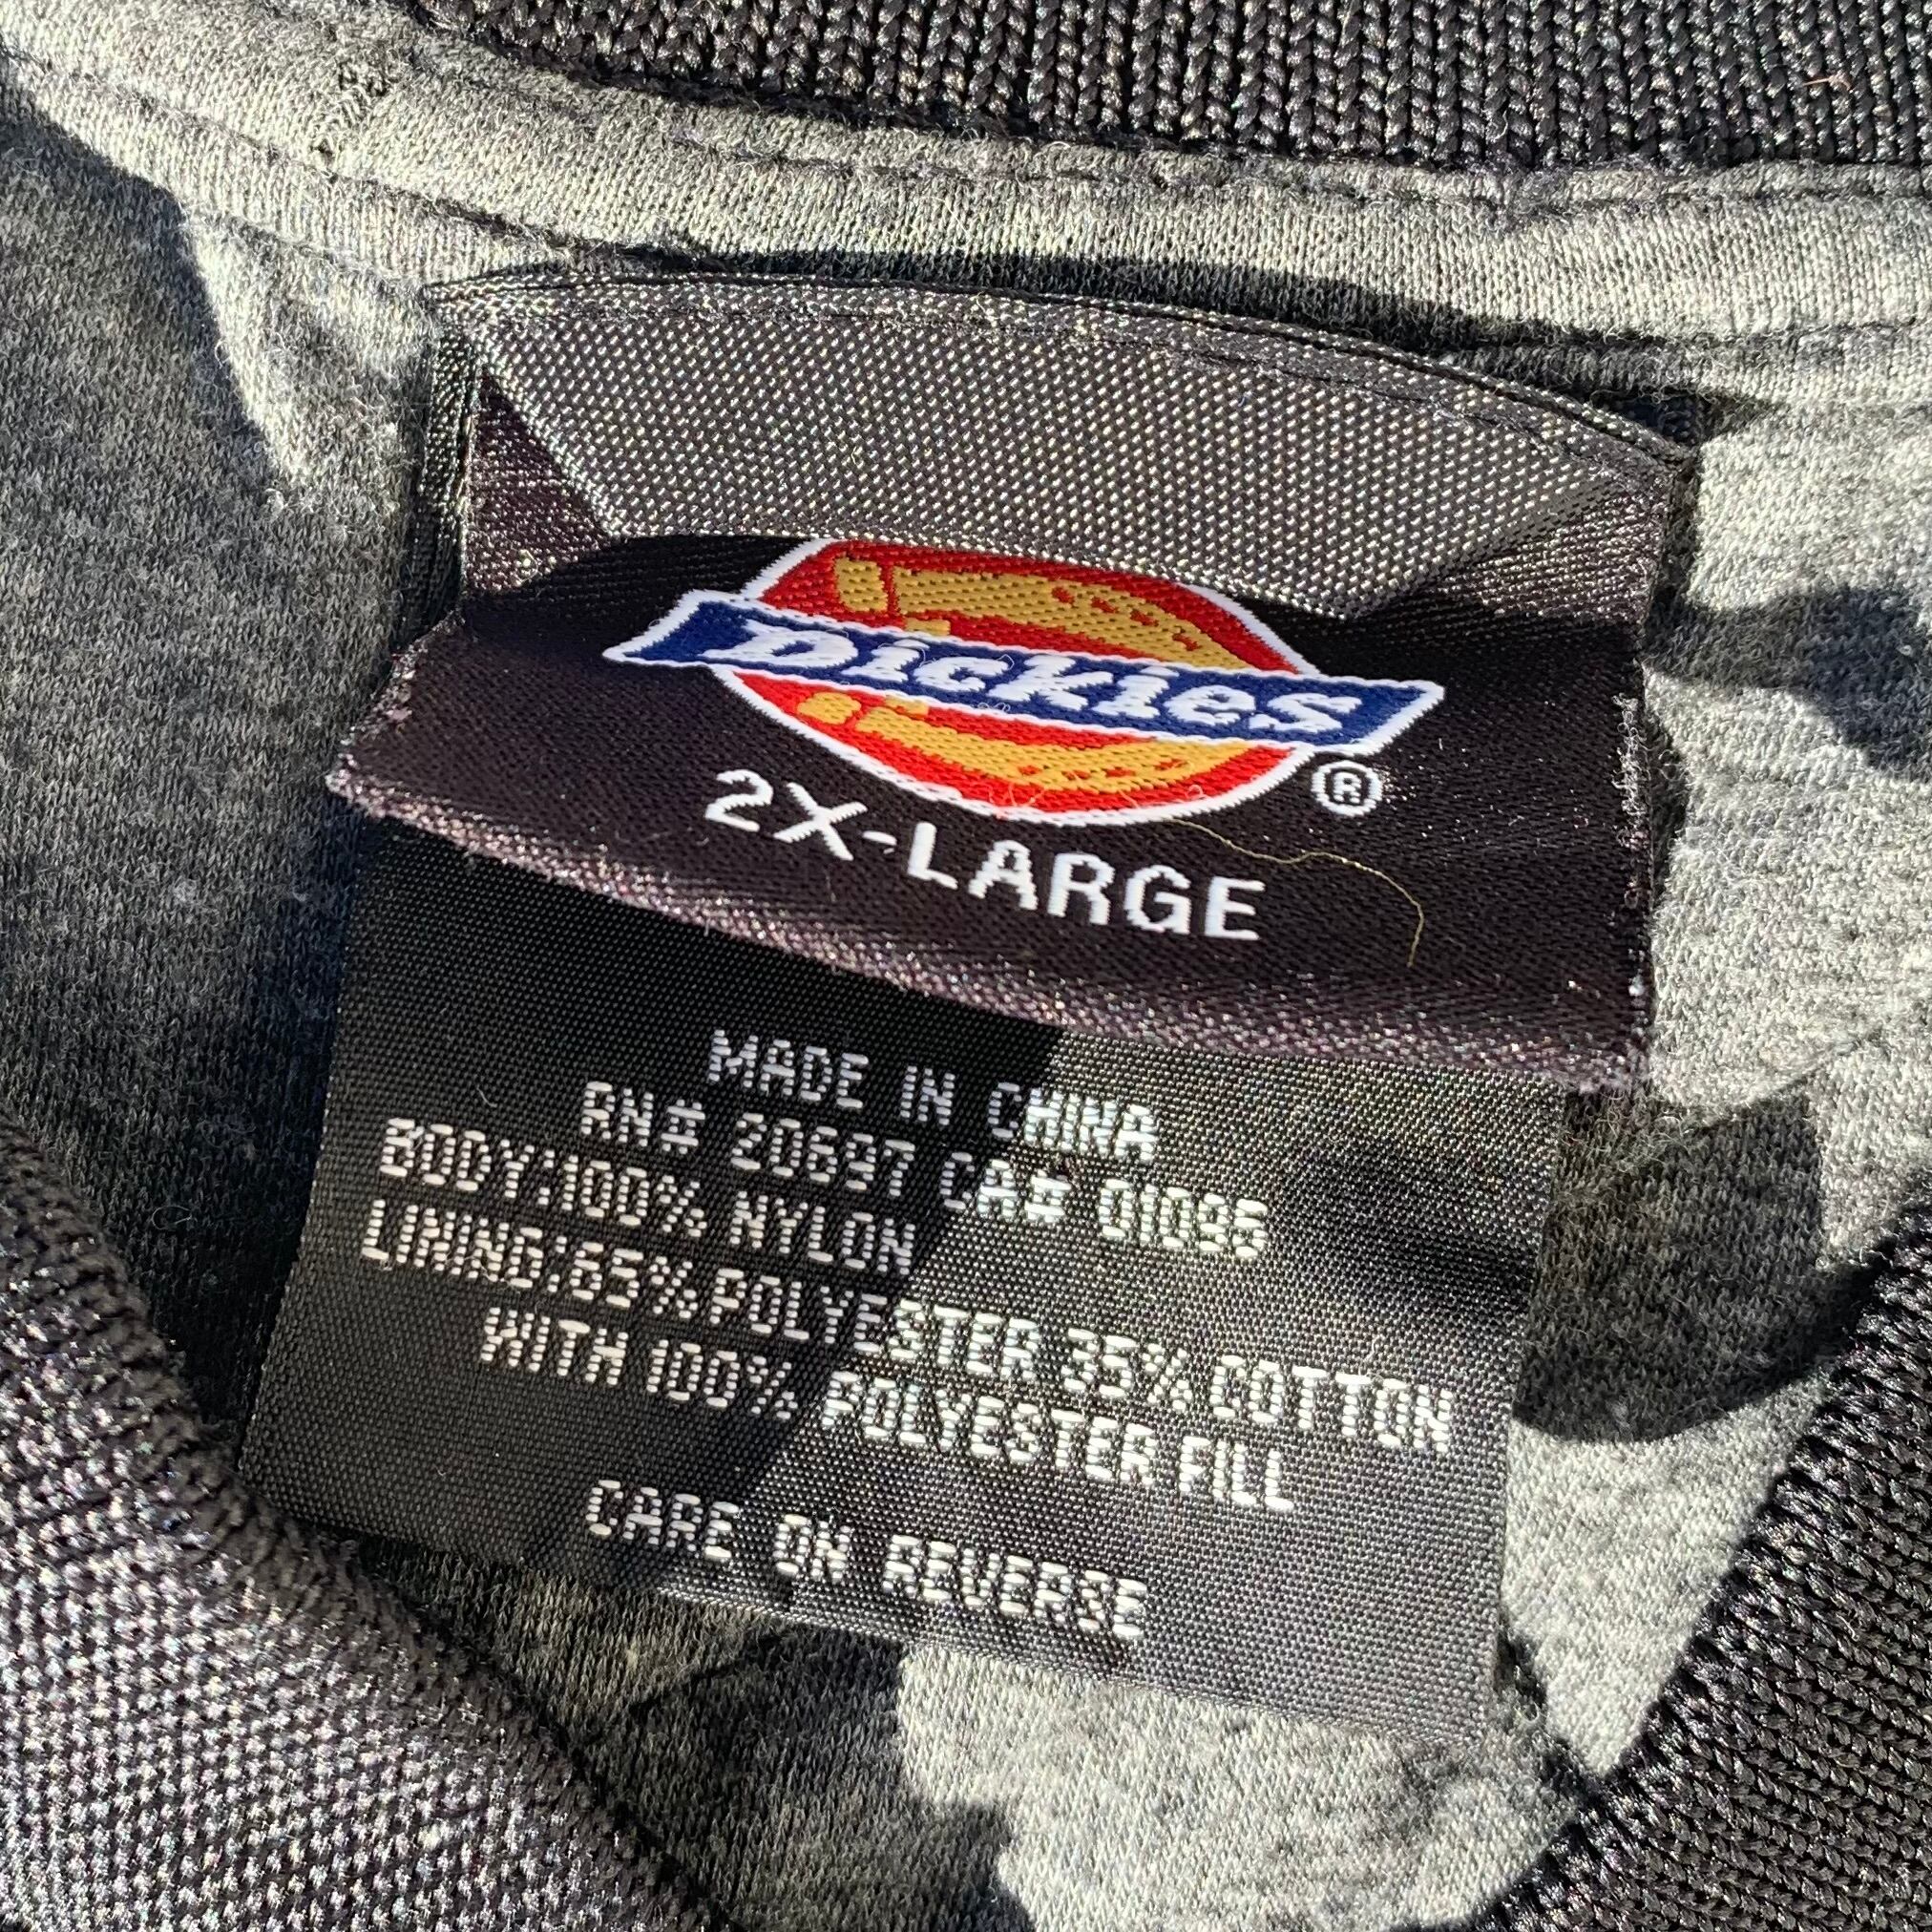 Dickies
®
2X-LARGE
MADE IN CHINA
RN# 20697 CA# 01095
BODY:100% NYLON
LINING:65%POLYESTER 35% COTTON
WITH 100% POLYESTER FILL
CARE ON REVERSE